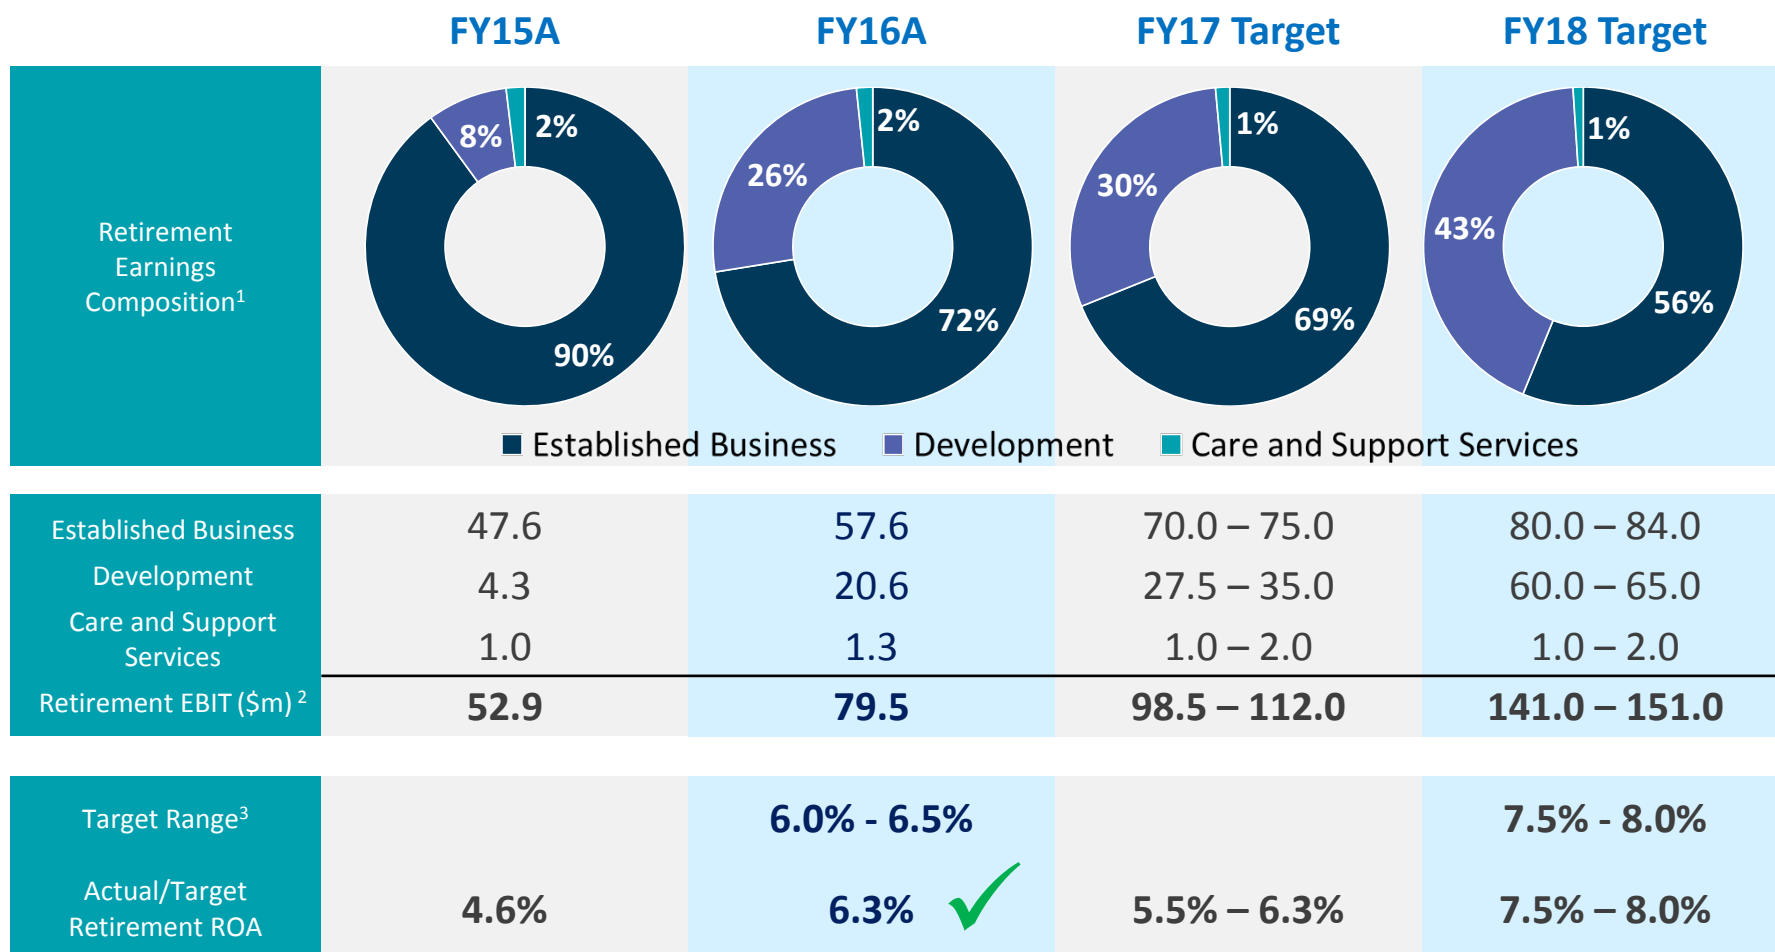 FY15A FY16A FY17 Target FY18 Target
Retirement
Earnings
Composition1
2% 8% 90%
2% 26% 72%
1% 30% 69%
1% 43% 56%
Established Business Development Care and Support Services
Established Business 47.6 57.6 70.0 – 75.0 80.0 – 84.0
Development 4.3 20.6 27.5 – 35.0 60.0 – 65.0
Care and Support
Services 1.0 1.3 1.0 – 2.0 1.0 – 2.0
Retirement EBIT ($m) 2 52.9 79.5 98.5 – 112.0 141.0 – 151.0
Target Range3 6.0% - 6.5% 7.5% - 8.0%
Actual/Target
Retirement ROA 4.6% 6.3% 5.5% – 6.3% 7.5% – 8.0%